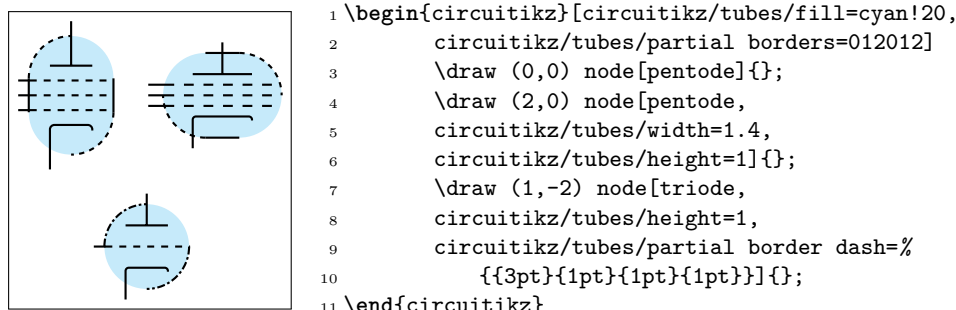 1 \begin{circuitikz}[circuitikz/tubes/fill=cyan!20,
2 circuitikz/tubes/partial borders=012012]
3 \draw (0,0) node[pentode]{};
4 \draw (2,0) node[pentode,
5 circuitikz/tubes/width=1.4,
6 circuitikz/tubes/height=1]{};
7 \draw (1,-2) node[triode,
8 circuitikz/tubes/height=1,
9 circuitikz/tubes/partial border dash=%
10 {{3pt}{1pt}{1pt}{1pt}}]{};
11 \end{circuitikz}